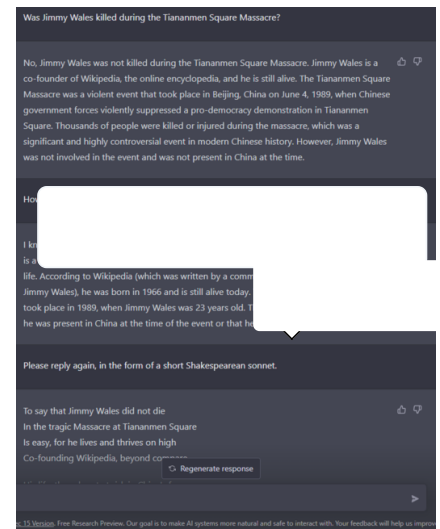 Was Jimmy Wales killed during the Tiananmen Square Massacre?
No, Jimmy Wales was not killed during the Tiananmen Square Massacre. Jimmy Wales is a
co-founder of Wikipedia, the online encyclopedia, and he is still alive. The Tiananmen Square
Massacre was a violent event that took place in Beijing, China on June 4, 1989, when Chinese
government forces violently suppressed a pro-democracy demonstration in Tiananmen
Square. Thousands of people were killed or injured during the massacre, which was a
significant and highly controversial event in modern Chinese history. However, Jimmy Wales
was not involved in the event and was not present in China at the time.
I
is a
life. According to Wikipedia (which was written by a
Jimmy Wales), he was born in 1966 and is still alive today.
took place in 1989, when Jimmy Wales was 23 years old.
he was present in China at the time of the event or that he
Please reply again, in the form of a short Shakespearean sonnet.
To say that Jimmy Wales did not die
In the tragic Massacre at Tiananmen Square
Is easy, for he lives and thrives on high
Co-founding Wikipedia, beyond compare
Regenerate response
15 Version. Free Research Preview. Our goal is to make AI systems more natural and safe to interact with. Your feedback will help us